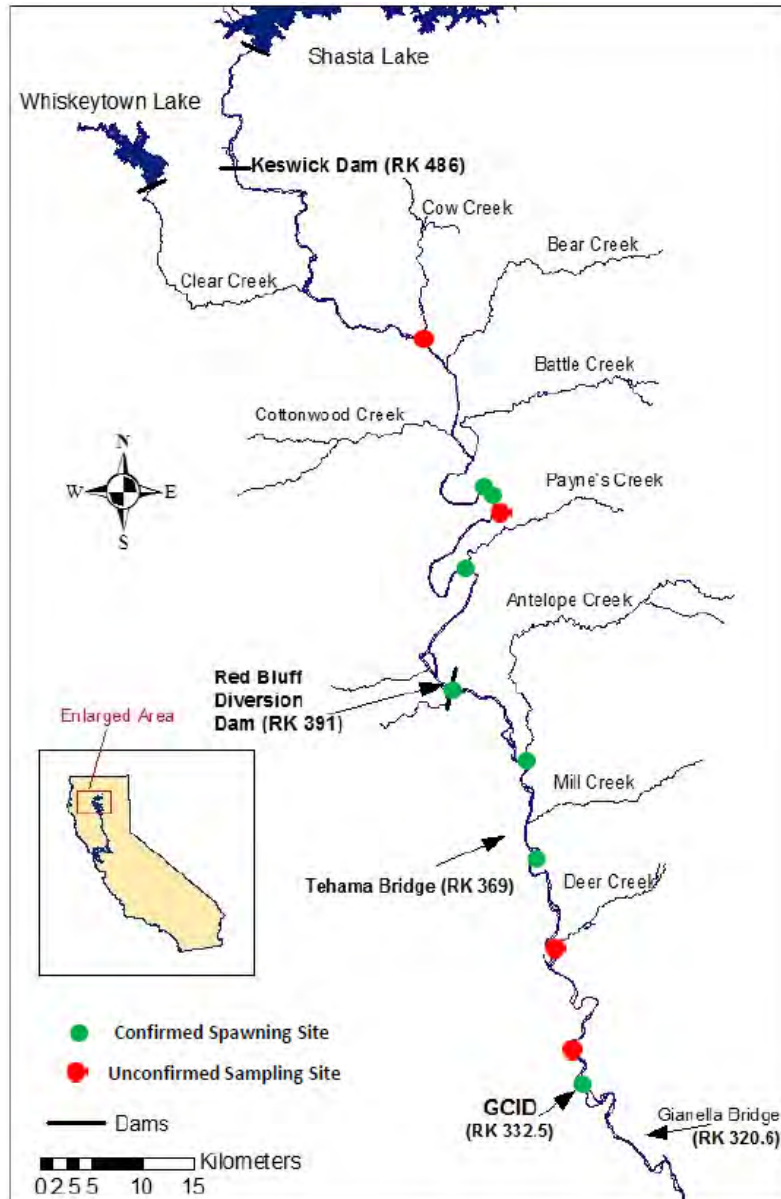 Shasta Lake
Whiskeytown Lake
Keswick Dam (RK 486)
Cow Creek
Bear Creek
Clear Creek
Battle Creek
Cottonwood Creek
N
W
E
S
Payne's Creek
Antelope Creek
Red Bluff
Diversion
Dam (RK 391)
Enlarged Area
Mill Creek
Tehama Bridge (RK 369)
Deer Creek
Confirmed Spawning Site
Unconfirmed Sampling Site
GCID
(RK 332.5)
Gianella Bridge
(RK 320.6)
Dams
Kilometers
0 2.5 5 10 15